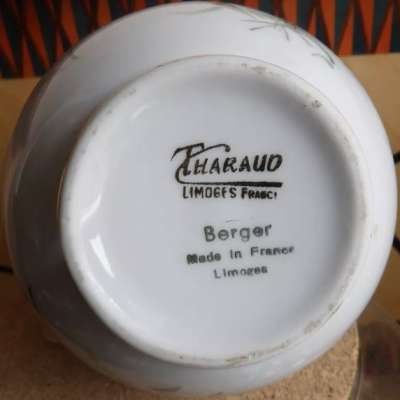 THARAUD
LIMOGES FRANCE
Berger
Made in France
Limoges